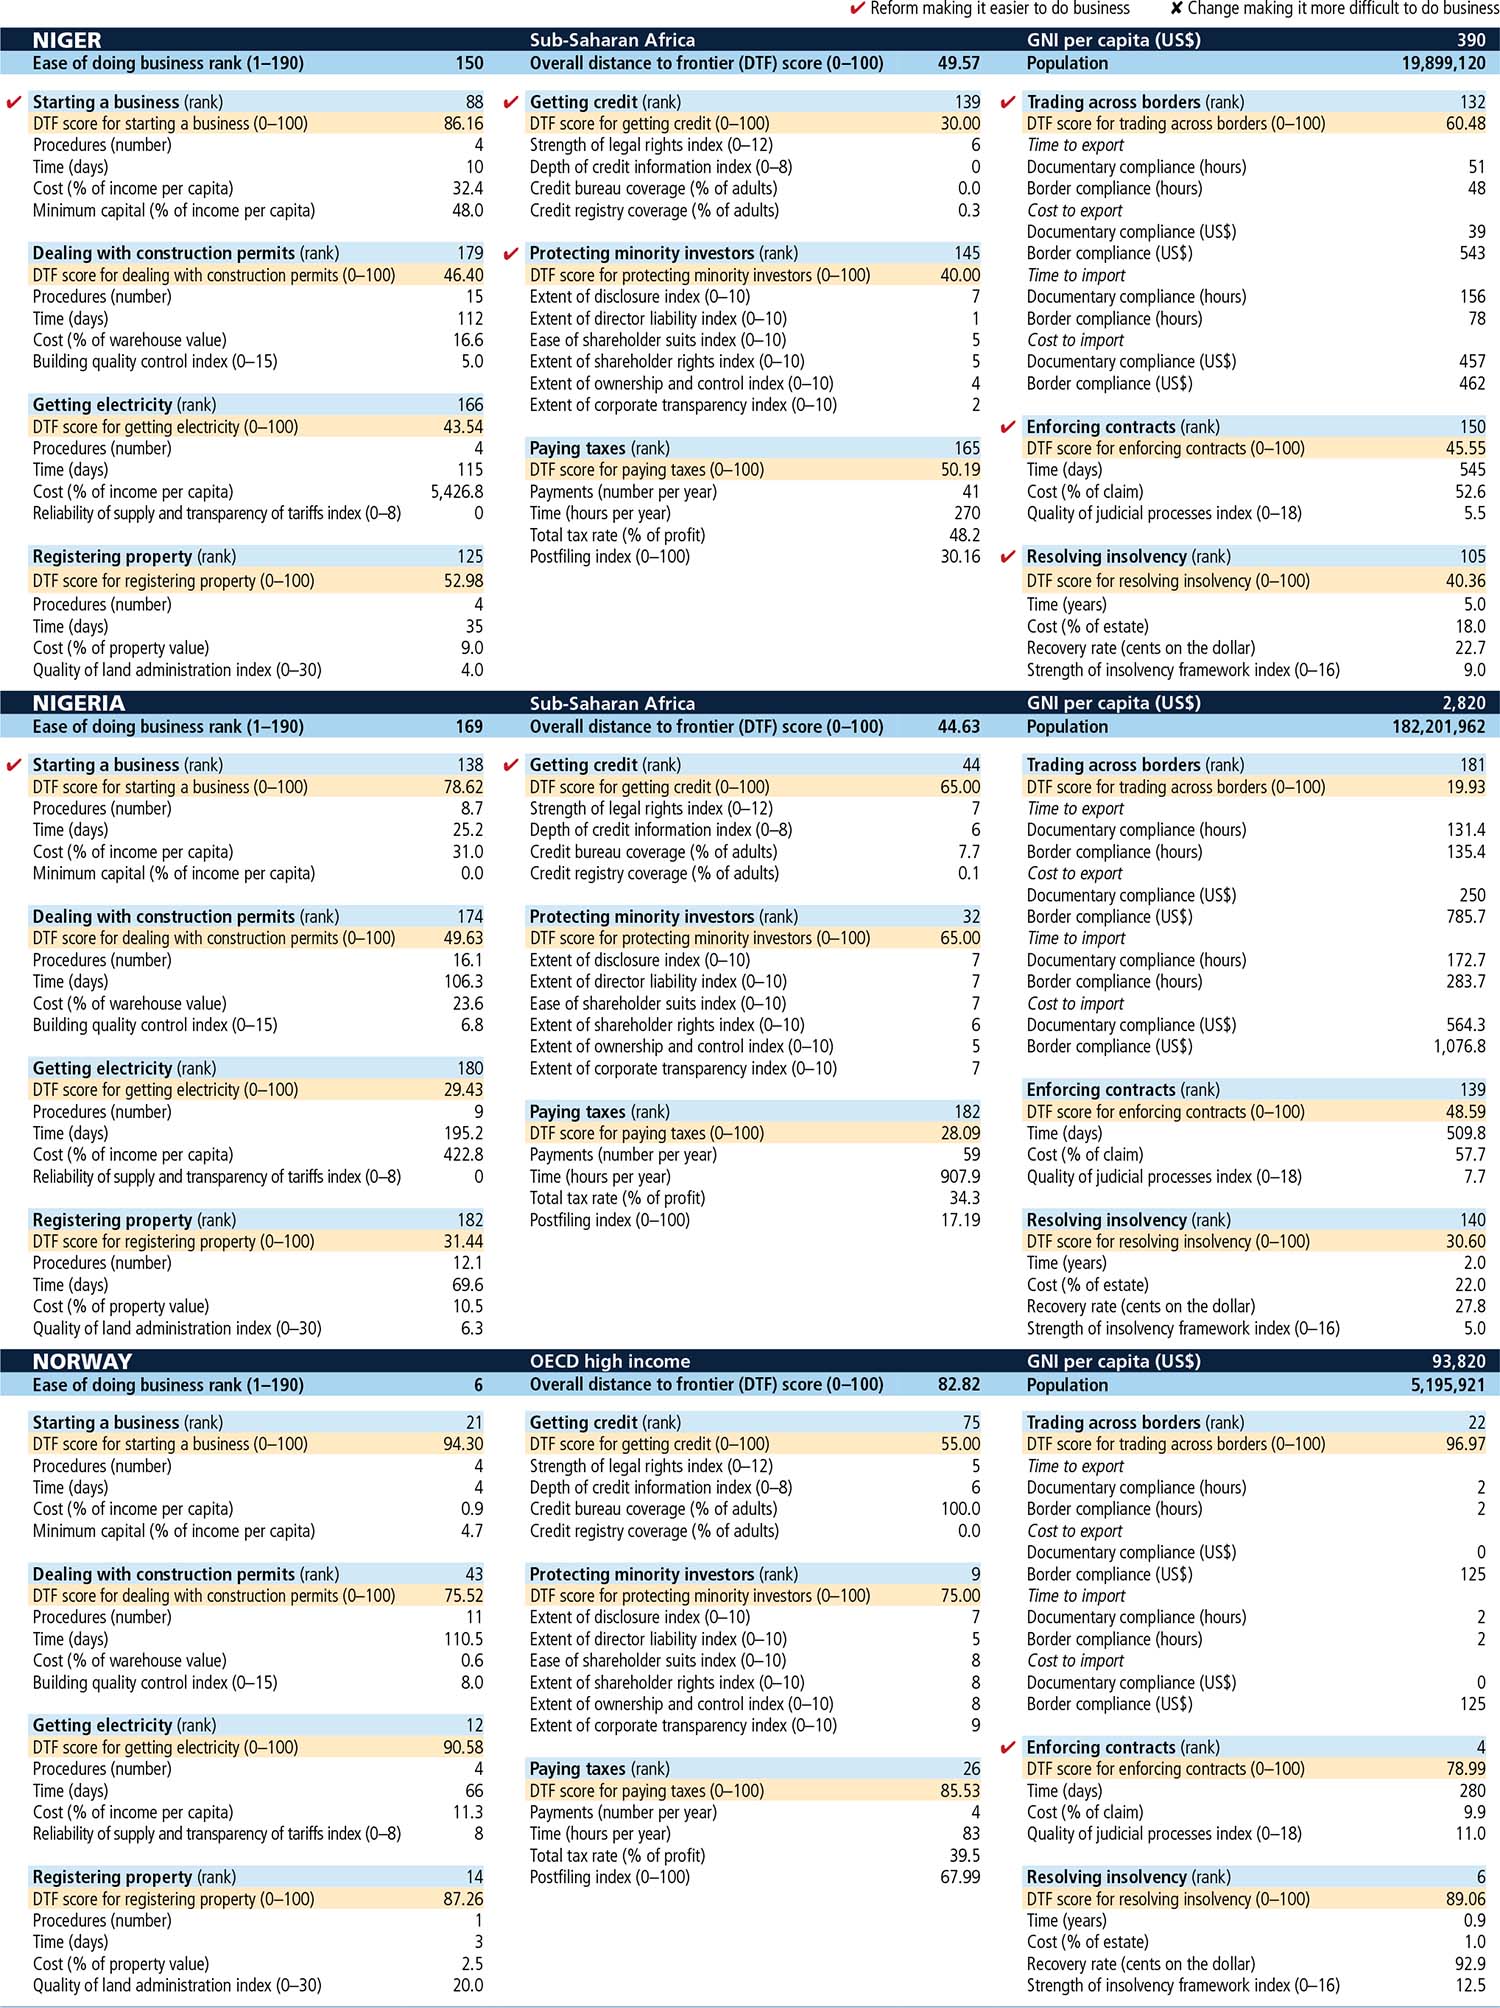 ✔ Reform making it easier to do business ✘ Change making it more difficult to do business
NIGER Sub-Saharan Africa GNI per capita (US$) 390
Ease of doing business rank (1–190) 150 Overall distance to frontier (DTF) score (0–100) 49.57 Population 19,899,120
✔ Starting a business (rank) 88
DTF score for starting a business (0–100) 86.16
Procedures (number) 4
Time (days) 10
Cost (% of income per capita) 32.4
Minimum capital (% of income per capita) 48.0
Dealing with construction permits (rank) 179
DTF score for dealing with construction permits (0–100) 46.40
Procedures (number) 15
Time (days) 112
Cost (% of warehouse value) 16.6
Building quality control index (0–15) 5.0
Getting electricity (rank) 166
DTF score for getting electricity (0–100) 43.54
Procedures (number) 4
Time (days) 115
Cost (% of income per capita) 5,426.8
Reliability of supply and transparency of tariffs index (0–8) 0
Registering property (rank) 125
DTF score for registering property (0–100) 52.98
Procedures (number) 4
Time (days) 35
Cost (% of property value) 9.0
Quality of land administration index (0–30) 4.0
✔ Getting credit (rank) 139
DTF score for getting credit (0–100) 30.00
Strength of legal rights index (0–12) 6
Depth of credit information index (0–8) 0
Credit bureau coverage (% of adults) 0.0
Credit registry coverage (% of adults) 0.3
✔ Protecting minority investors (rank) 145
DTF score for protecting minority investors (0–100) 40.00
Extent of disclosure index (0–10) 7
Extent of director liability index (0–10) 1
Ease of shareholder suits index (0–10) 5
Extent of shareholder rights index (0–10) 5
Extent of ownership and control index (0–10) 4
Extent of corporate transparency index (0–10) 2
Paying taxes (rank) 165
DTF score for paying taxes (0–100) 50.19
Payments (number per year) 41
Time (hours per year) 270
Total tax rate (% of profit) 48.2
Postfiling index (0–100) 30.16
✔ Trading across borders (rank) 132
DTF score for trading across borders (0–100) 60.48
Time to export
Documentary compliance (hours) 51
Border compliance (hours) 48
Cost to export
Documentary compliance (US$) 39
Border compliance (US$) 543
Time to import
Documentary compliance (hours) 156
Border compliance (hours) 78
Cost to import
Documentary compliance (US$) 457
Border compliance (US$) 462
✔ Enforcing contracts (rank) 150
DTF score for enforcing contracts (0–100) 45.55
Time (days) 545
Cost (% of claim) 52.6
Quality of judicial processes index (0–18) 5.5
✔ Resolving insolvency (rank) 105
DTF score for resolving insolvency (0–100) 40.36
Time (years) 5.0
Cost (% of estate) 18.0
Recovery rate (cents on the dollar) 22.7
Strength of insolvency framework index (0–16) 9.0
NIGERIA Sub-Saharan Africa GNI per capita (US$) 2,820
Ease of doing business rank (1–190) 169 Overall distance to frontier (DTF) score (0–100) 44.63 Population 182,201,962
✔ Starting a business (rank) 138
DTF score for starting a business (0–100) 78.62
Procedures (number) 8.7
Time (days) 25.2
Cost (% of income per capita) 31.0
Minimum capital (% of income per capita) 0.0
Dealing with construction permits (rank) 174
DTF score for dealing with construction permits (0–100) 49.63
Procedures (number) 16.1
Time (days) 106.3
Cost (% of warehouse value) 23.6
Building quality control index (0–15) 6.8
Getting electricity (rank) 180
DTF score for getting electricity (0–100) 29.43
Procedures (number) 9
Time (days) 195.2
Cost (% of income per capita) 422.8
Reliability of supply and transparency of tariffs index (0–8) 0
Registering property (rank) 182
DTF score for registering property (0–100) 31.44
Procedures (number) 12.1
Time (days) 69.6
Cost (% of property value) 10.5
Quality of land administration index (0–30) 6.3
✔ Getting credit (rank) 44
DTF score for getting credit (0–100) 65.00
Strength of legal rights index (0–12) 7
Depth of credit information index (0–8) 6
Credit bureau coverage (% of adults) 7.7
Credit registry coverage (% of adults) 0.1
Protecting minority investors (rank) 32
DTF score for protecting minority investors (0–100) 65.00
Extent of disclosure index (0–10) 7
Extent of director liability index (0–10) 7
Ease of shareholder suits index (0–10) 7
Extent of shareholder rights index (0–10) 6
Extent of ownership and control index (0–10) 5
Extent of corporate transparency index (0–10) 7
Paying taxes (rank) 182
DTF score for paying taxes (0–100) 28.09
Payments (number per year) 59
Time (hours per year) 907.9
Total tax rate (% of profit) 34.3
Postfiling index (0–100) 17.19
Trading across borders (rank) 181
DTF score for trading across borders (0–100) 19.93
Time to export
Documentary compliance (hours) 131.4
Border compliance (hours) 135.4
Cost to export
Documentary compliance (US$) 250
Border compliance (US$) 785.7
Time to import
Documentary compliance (hours) 172.7
Border compliance (hours) 283.7
Cost to import
Documentary compliance (US$) 564.3
Border compliance (US$) 1,076.8
Enforcing contracts (rank) 139
DTF score for enforcing contracts (0–100) 48.59
Time (days) 509.8
Cost (% of claim) 57.7
Quality of judicial processes index (0–18) 7.7
Resolving insolvency (rank) 140
DTF score for resolving insolvency (0–100) 30.60
Time (years) 2.0
Cost (% of estate) 22.0
Recovery rate (cents on the dollar) 27.8
Strength of insolvency framework index (0–16) 5.0
NORWAY OECD high income GNI per capita (US$) 93,820
Ease of doing business rank (1–190) 6 Overall distance to frontier (DTF) score (0–100) 82.82 Population 5,195,921
Starting a business (rank) 21
DTF score for starting a business (0–100) 94.30
Procedures (number) 4
Time (days) 4
Cost (% of income per capita) 0.9
Minimum capital (% of income per capita) 4.7
Dealing with construction permits (rank) 43
DTF score for dealing with construction permits (0–100) 75.52
Procedures (number) 11
Time (days) 110.5
Cost (% of warehouse value) 0.6
Building quality control index (0–15) 8.0
Getting electricity (rank) 12
DTF score for getting electricity (0–100) 90.58
Procedures (number) 4
Time (days) 66
Cost (% of income per capita) 11.3
Reliability of supply and transparency of tariffs index (0–8) 8
Registering property (rank) 14
DTF score for registering property (0–100) 87.26
Procedures (number) 1
Time (days) 3
Cost (% of property value) 2.5
Quality of land administration index (0–30) 20.0
Getting credit (rank) 75
DTF score for getting credit (0–100) 55.00
Strength of legal rights index (0–12) 5
Depth of credit information index (0–8) 6
Credit bureau coverage (% of adults) 100.0
Credit registry coverage (% of adults) 0.0
Protecting minority investors (rank) 9
DTF score for protecting minority investors (0–100) 75.00
Extent of disclosure index (0–10) 7
Extent of director liability index (0–10) 5
Ease of shareholder suits index (0–10) 8
Extent of shareholder rights index (0–10) 8
Extent of ownership and control index (0–10) 8
Extent of corporate transparency index (0–10) 9
Paying taxes (rank) 26
DTF score for paying taxes (0–100) 85.53
Payments (number per year) 4
Time (hours per year) 83
Total tax rate (% of profit) 39.5
Postfiling index (0–100) 67.99
Trading across borders (rank) 22
DTF score for trading across borders (0–100) 96.97
Time to export
Documentary compliance (hours) 2
Border compliance (hours) 2
Cost to export
Documentary compliance (US$) 0
Border compliance (US$) 125
Time to import
Documentary compliance (hours) 2
Border compliance (hours) 2
Cost to import
Documentary compliance (US$) 0
Border compliance (US$) 125
✔ Enforcing contracts (rank) 4
DTF score for enforcing contracts (0–100) 78.99
Time (days) 280
Cost (% of claim) 9.9
Quality of judicial processes index (0–18) 11.0
Resolving insolvency (rank) 6
DTF score for resolving insolvency (0–100) 89.06
Time (years) 0.9
Cost (% of estate) 1.0
Recovery rate (cents on the dollar) 92.9
Strength of insolvency framework index (0–16) 12.5